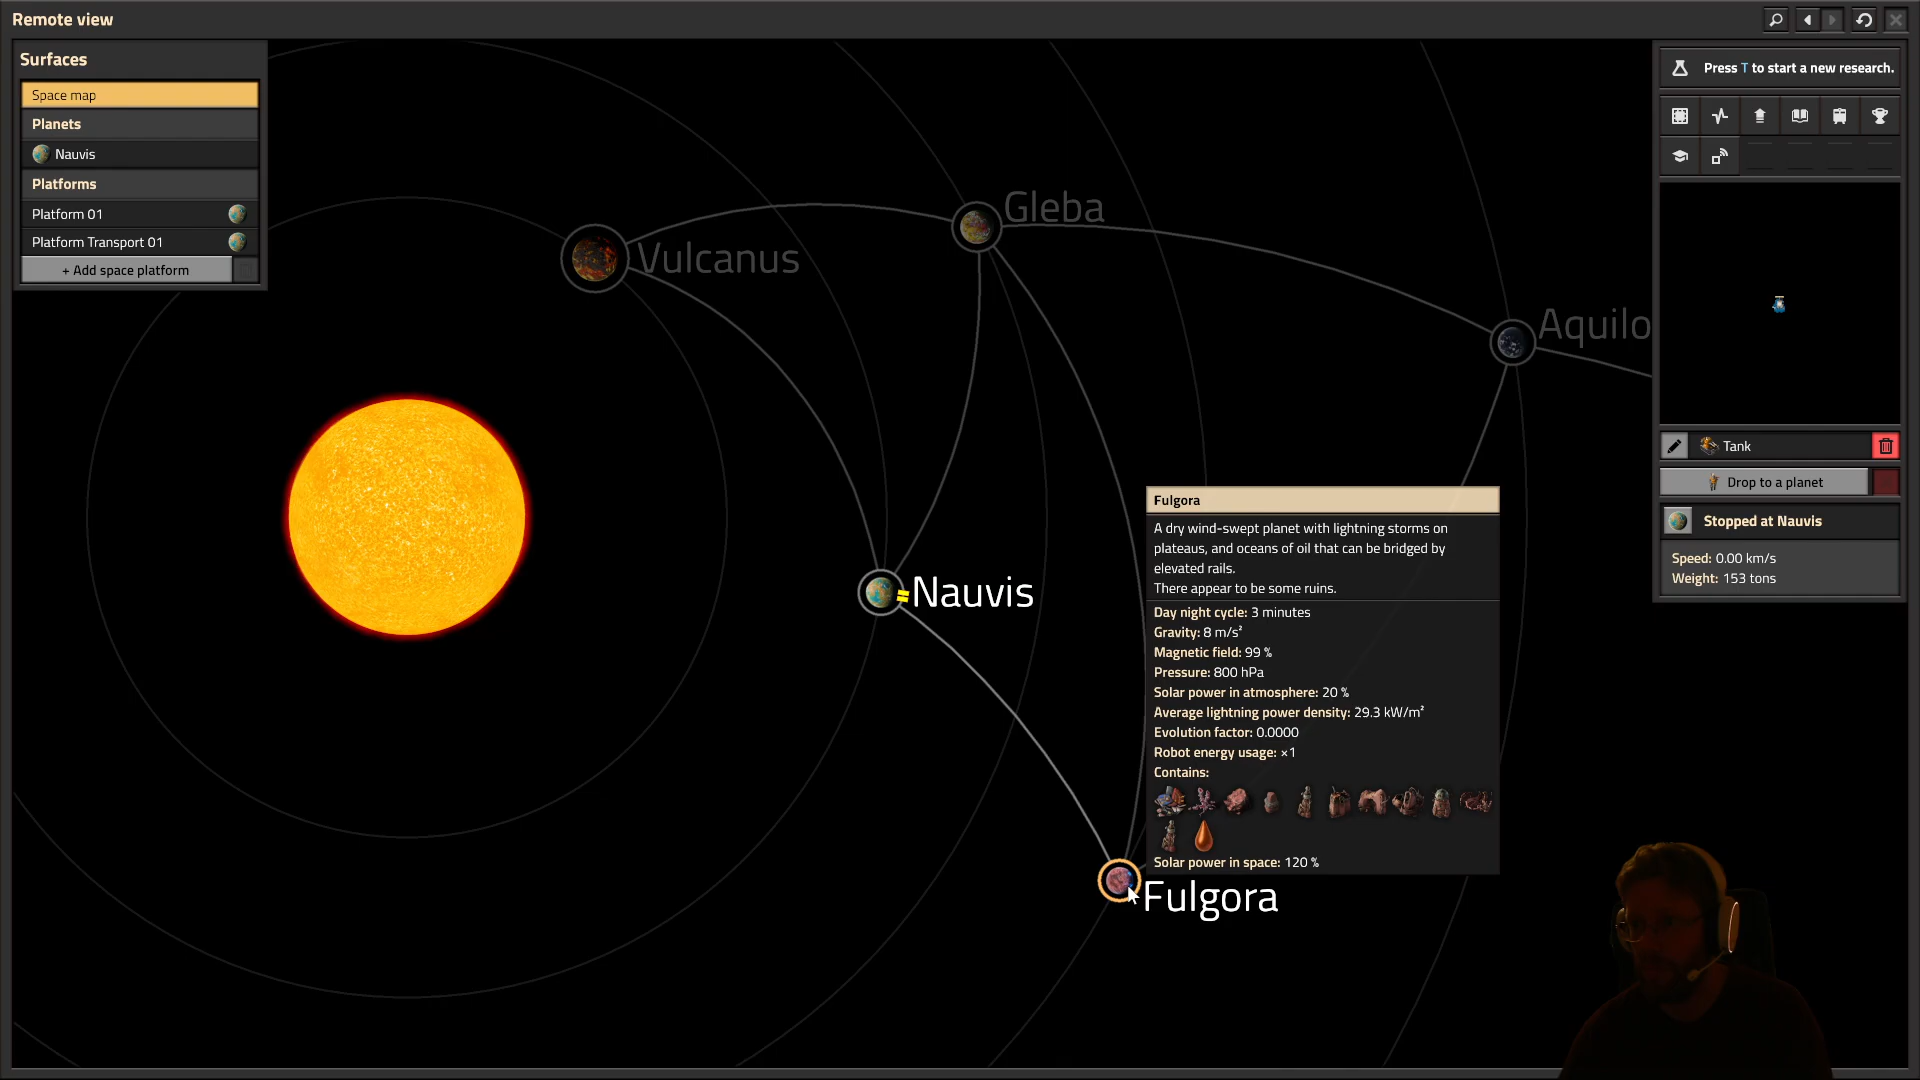 Remote view
Surfaces
Space map
Planets
Nauvis
Platforms
Platform 01
Platform Transport 01
+ Add space platform
Vulcanus
Gleba
Aquilo
Nauvis
Fulgora
Fulgora
A dry wind-swept planet with lightning storms on
plateaus, and oceans of oil that can be bridged by
elevated rails.
There appear to be some ruins.
Day night cycle: 3 minutes
Gravity: 8 m/s²
Magnetic field: 99 %
Pressure: 800 hPa
Solar power in atmosphere: 20 %
Average lightning power density: 29.3 kW/m²
Evolution factor: 0.0000
Robot energy usage: ×1
Contains:
Solar power in space: 120 %
Press T to start a new research.
Tank
Drop to a planet
Stopped at Nauvis
Speed: 0.00 km/s
Weight: 153 tons